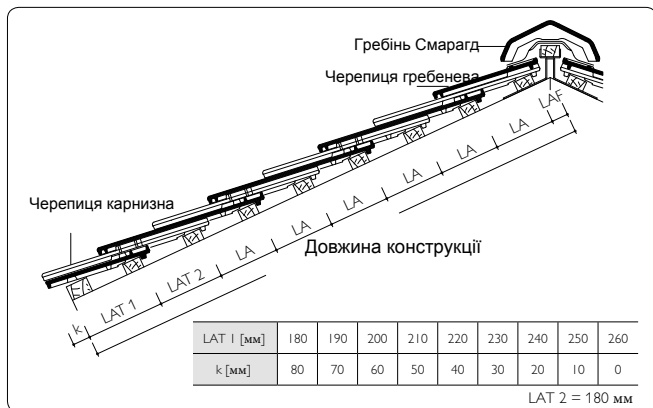 Гребінь Смарагд
Черепиця гребенева
Черепиця карнизна
LAF
LA
LA
LA
LA
LA
LA
LAT 2
LAT 1
k
Довжина конструкції
LAT 1 [мм] 180 190 200 210 220 230 240 250 260
k [мм] 80 70 60 50 40 30 20 10 0
LAT 2 = 180 мм